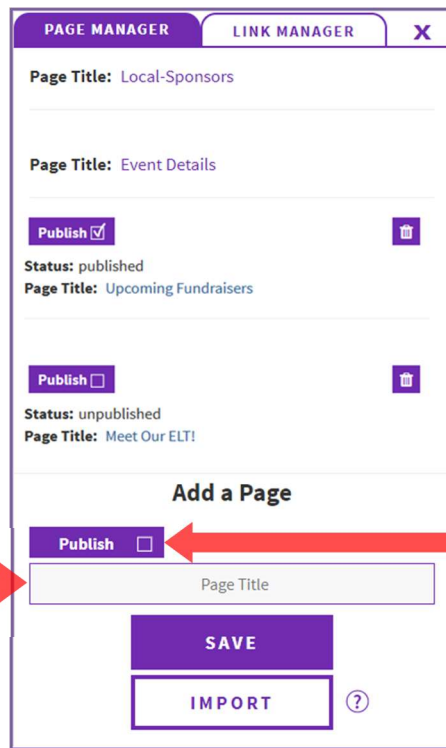 PAGE MANAGER
LINK MANAGER
X
Page Title: Local-Sponsors
Page Title: Event Details
Publish
Status: published
Page Title: Upcoming Fundraisers
Publish
Status: unpublished
Page Title: Meet Our ELT!
Add a Page
Publish
Page Title
SAVE
IMPORT
?